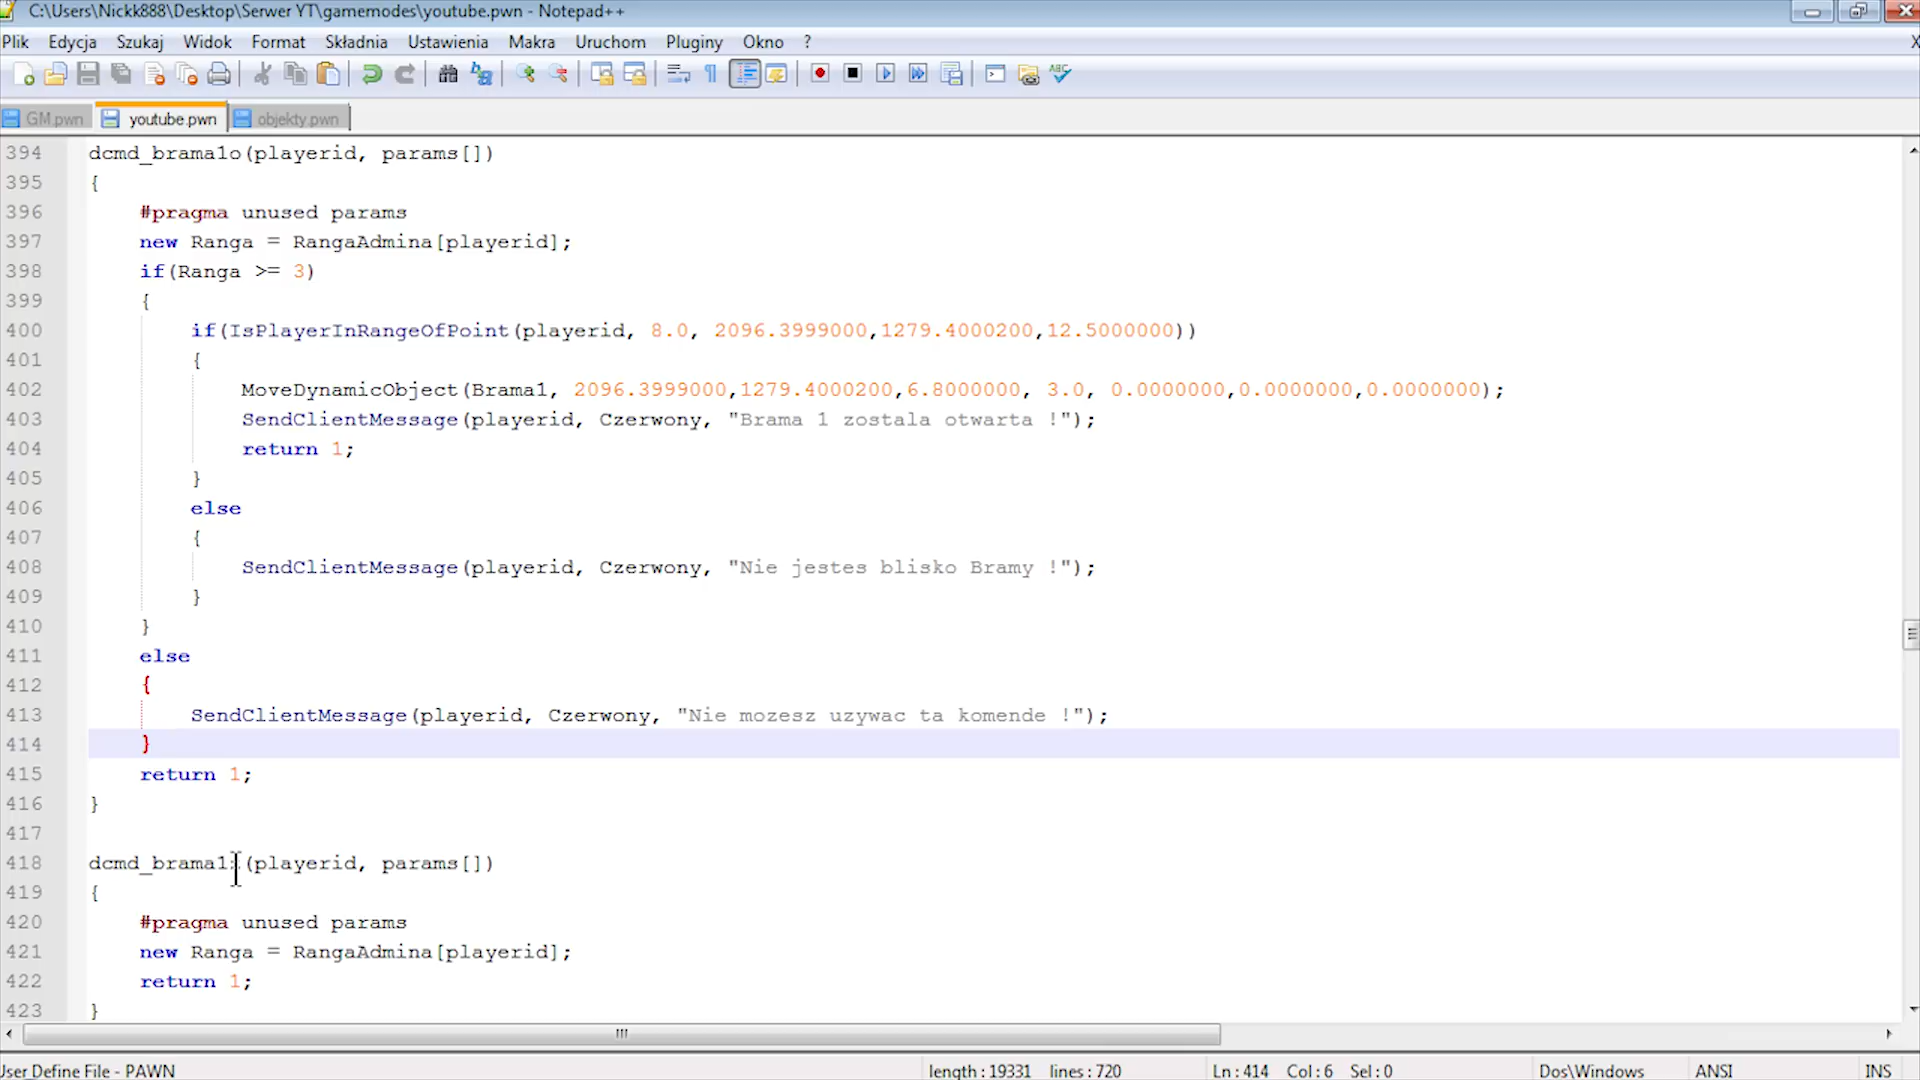 C:\Users\Nickk888\Desktop\Serwer YT\gamemodes\youtube.pwn - Notepad++
Plik Edycja Szukaj Widok Format Składnia Ustawienia Makra Uruchom Pluginy Okno ? X
GM.pwn youtube.pwn objekty.pwn
394 dcmd_brama1o(playerid, params[])
395 {
396 #pragma unused params
397 new Ranga = RangaAdmina[playerid];
398 if(Ranga >= 3)
399 {
400 if(IsPlayerInRangeOfPoint(playerid, 8.0, 2096.3999000,1279.4000200,12.5000000))
401 {
402 MoveDynamicObject(Brama1, 2096.3999000,1279.4000200,6.8000000, 3.0, 0.0000000,0.0000000,0.0000000);
403 SendClientMessage(playerid, Czerwony, "Brama 1 zostala otwarta !");
404 return 1;
405 }
406 else
407 {
408 SendClientMessage(playerid, Czerwony, "Nie jestes blisko Bramy !");
409 }
410 }
411 else
412 {
413 SendClientMessage(playerid, Czerwony, "Nie mozesz uzywac ta komende !");
414 }
415 return 1;
416 }
417
418 (playerid, params[])
419 {
420 #pragma unused params
421 new Ranga = RangaAdmina[playerid];
422 return 1;
423 }
User Define File - PAWN length : 19331 lines : 720 Ln : 414 Col : 6 Sel : 0 Dos\Windows ANSI INS